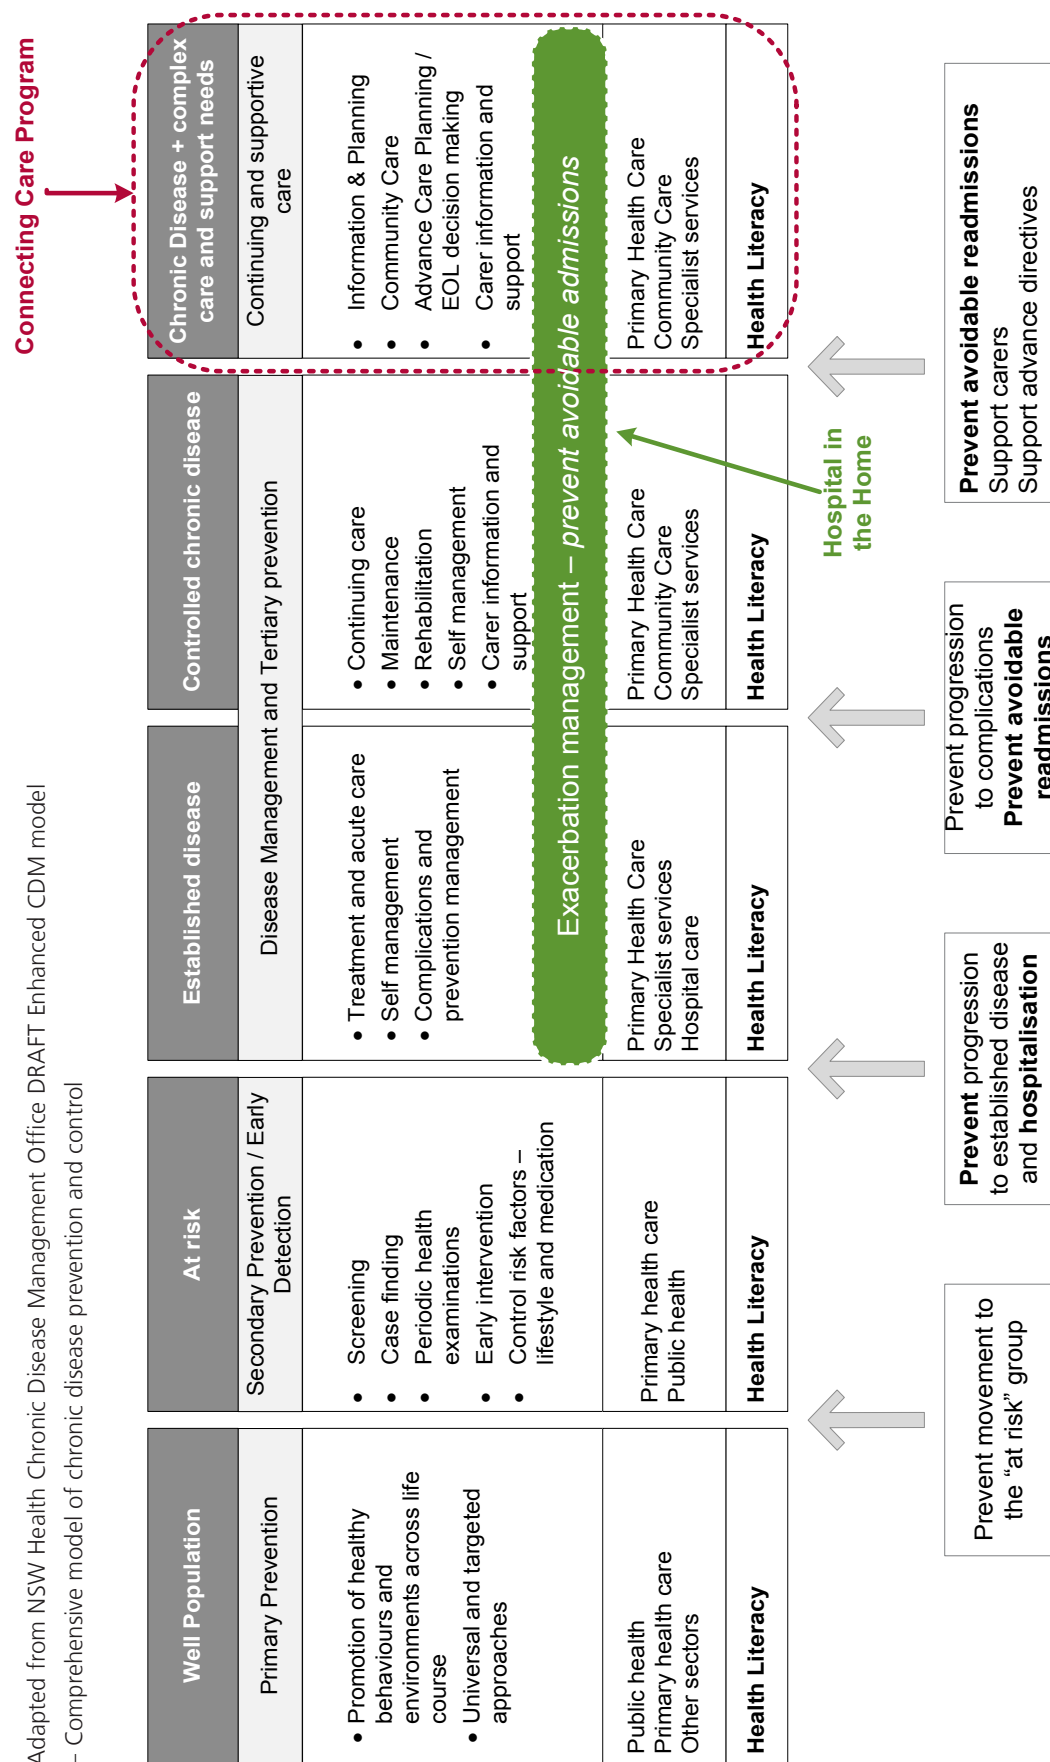 Adapted from NSW Health Chronic Disease Management Office DRAFT Enhanced CDM model
– Comprehensive model of chronic disease prevention and control
Connecting Care Program
Well Population
Primary Prevention
• Promotion of healthy
behaviours and
environments across life
course
• Universal and targeted
approaches
Public health
Primary health care
Other sectors
Health Literacy
At risk
Secondary Prevention / Early
Detection
• Screening
• Case finding
• Periodic health
examinations
• Early intervention
• Control risk factors –
lifestyle and medication
Primary health care
Public health
Health Literacy
Established disease
Disease Management and Tertiary prevention
• Treatment and acute care
• Self management
• Complications and
prevention management
Primary Health Care
Specialist services
Hospital care
Health Literacy
Controlled chronic disease
• Continuing care
• Maintenance
• Rehabilitation
• Self management
• Carer information and
support
Primary Health Care
Community Care
Specialist services
Health Literacy
Chronic Disease + complex
care and support needs
Continuing and supportive
care
• Information & Planning
• Community Care
• Advance Care Planning /
EOL decision making
• Carer information and
support
Primary Health Care
Community Care
Specialist services
Health Literacy
Exacerbation management – prevent avoidable admissions
Hospital in
the Home
Prevent movement to
the “at risk” group
Prevent progression
to established disease
and hospitalisation
Prevent progression
to complications
Prevent avoidable
readmissions
Prevent avoidable readmissions
Support carers
Support advance directives